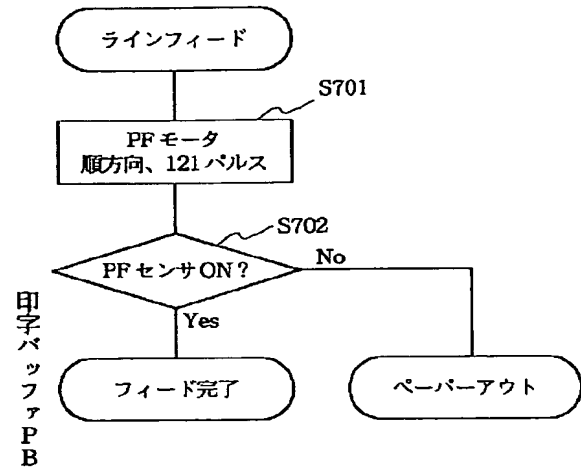 ラインフィード
S701
PFモータ
順方向、121パルス
S702
PFセンサON?
No
Yes
フィード完了
ペーパーアウト
印字バッファPB